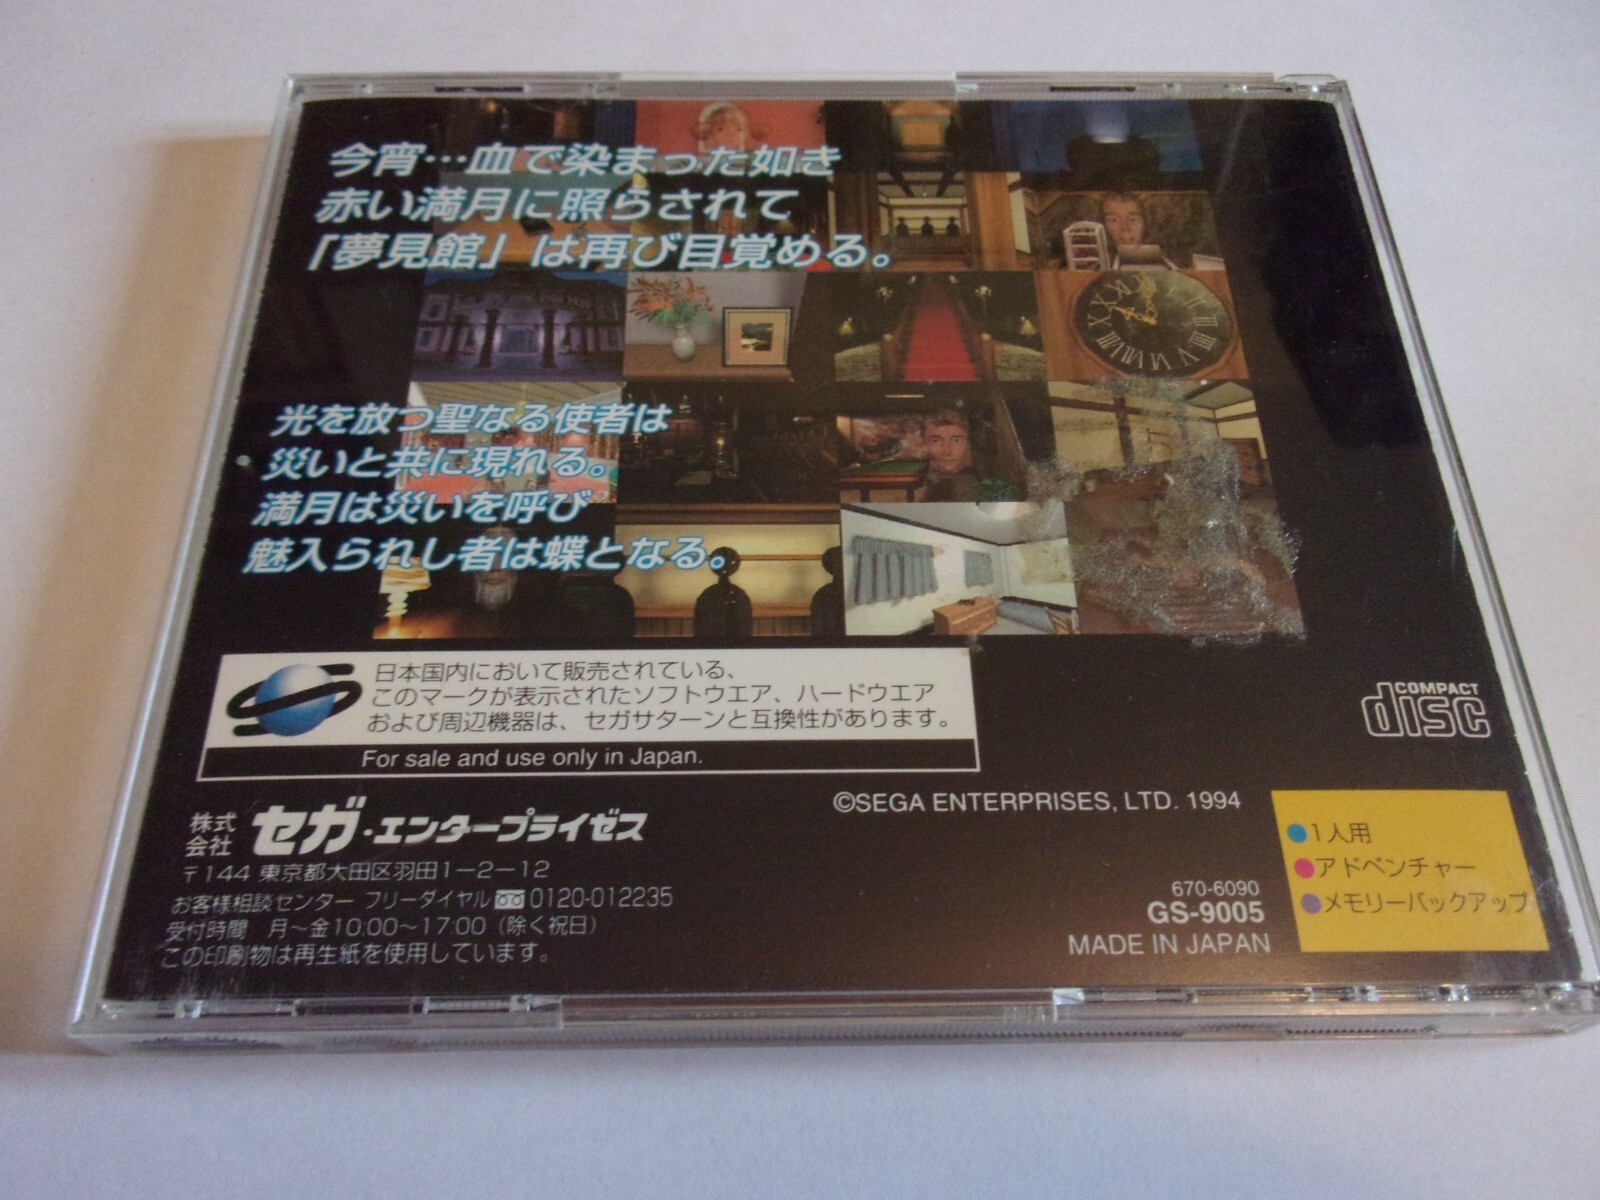 今宵…血で染まった如き
赤い満月に照らされて
「夢見館」は再び目覚める。
光を放つ聖なる使者は
災いと共に現れる。
満月は災いを呼び
魅入られし者は蝶となる。
日本国内において販売されている、
このマークが表示されたソフトウエア、ハードウエア
および周辺機器は、セガサターンと互換性があります。
For sale and use only in Japan.
COMPACT
disc
©SEGA ENTERPRISES, LTD. 1994
株式会社 セガ・エンタープライゼス
〒144 東京都大田区羽田1−2−12
お客様相談センター フリーダイヤル 0120-012235
受付時間 月〜金10:00〜17:00（除く祝日）
この印刷物は再生紙を使用しています。
670-6090
GS-9005
MADE IN JAPAN
●1人用
●アドベンチャー
●メモリーバックアップ